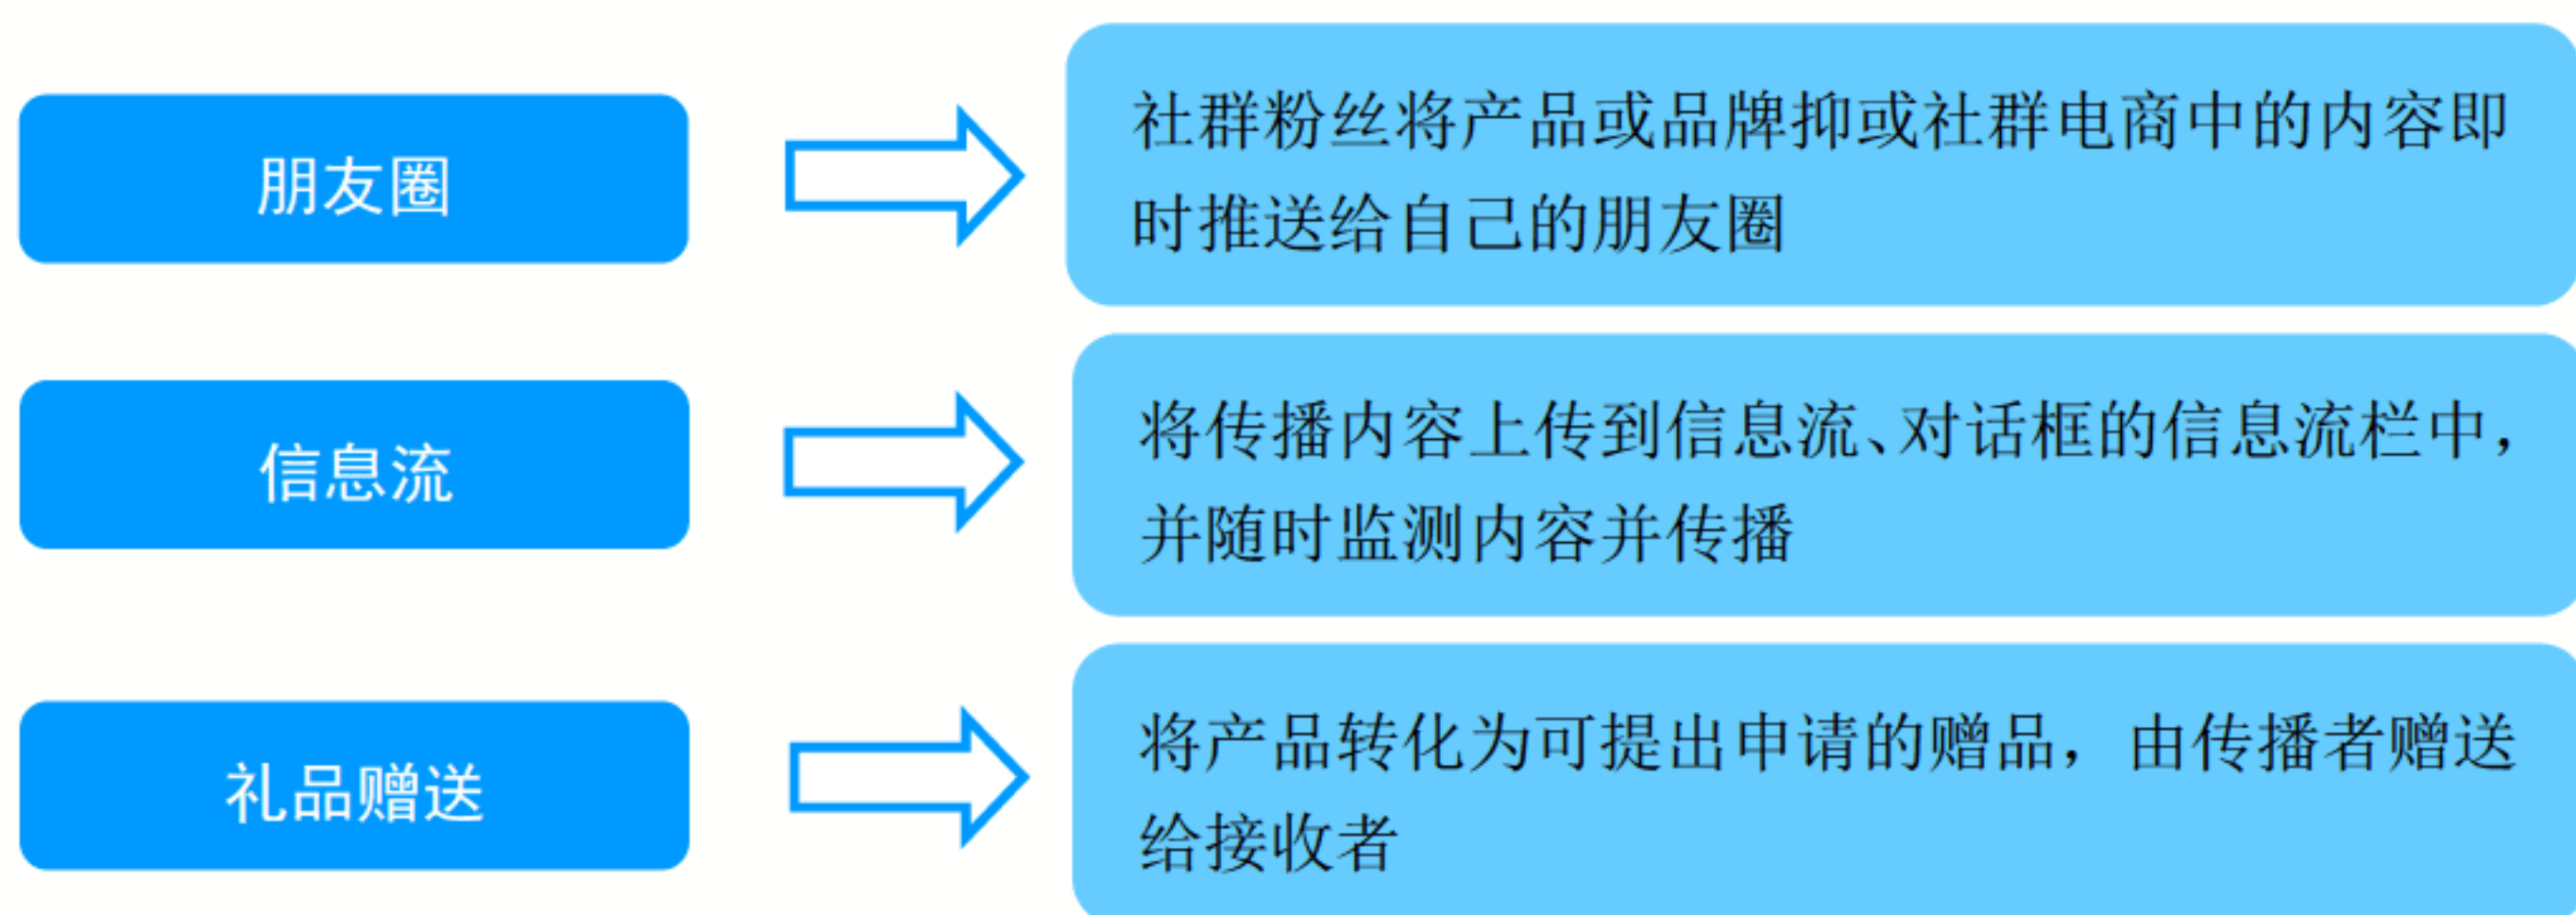 朋友圈
社群粉丝将产品或品牌抑或社群电商中的内容即
时推送给自己的朋友圈
信息流
将传播内容上传到信息流、对话框的信息流栏中，
并随时监测内容并传播
礼品赠送
将产品转化为可提出申请的赠品，由传播者赠送
给接收者